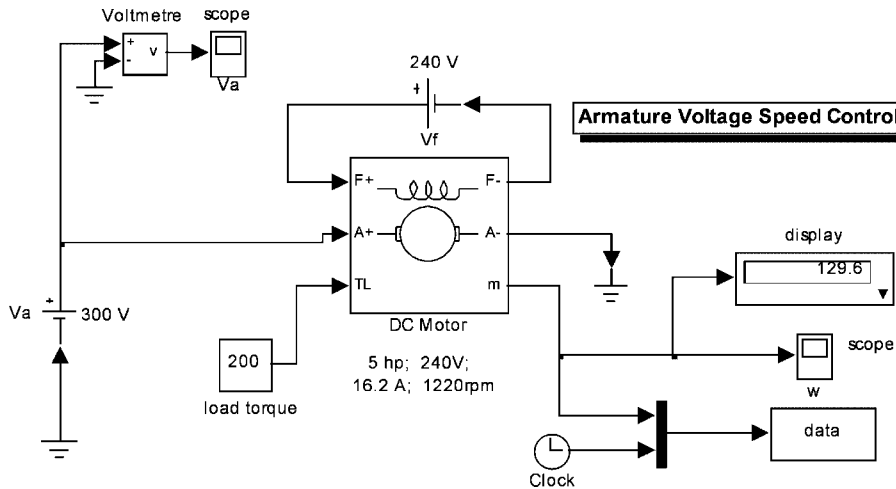 Voltmetre
scope
+
-
v
Va
240 V
+
Vf
Armature Voltage Speed Control
F+
F-
A+
A-
TL
m
DC Motor
5 hp; 240V;
16.2 A; 1220rpm
display
129.6
+
Va
300 V
200
load torque
scope
w
data
Clock